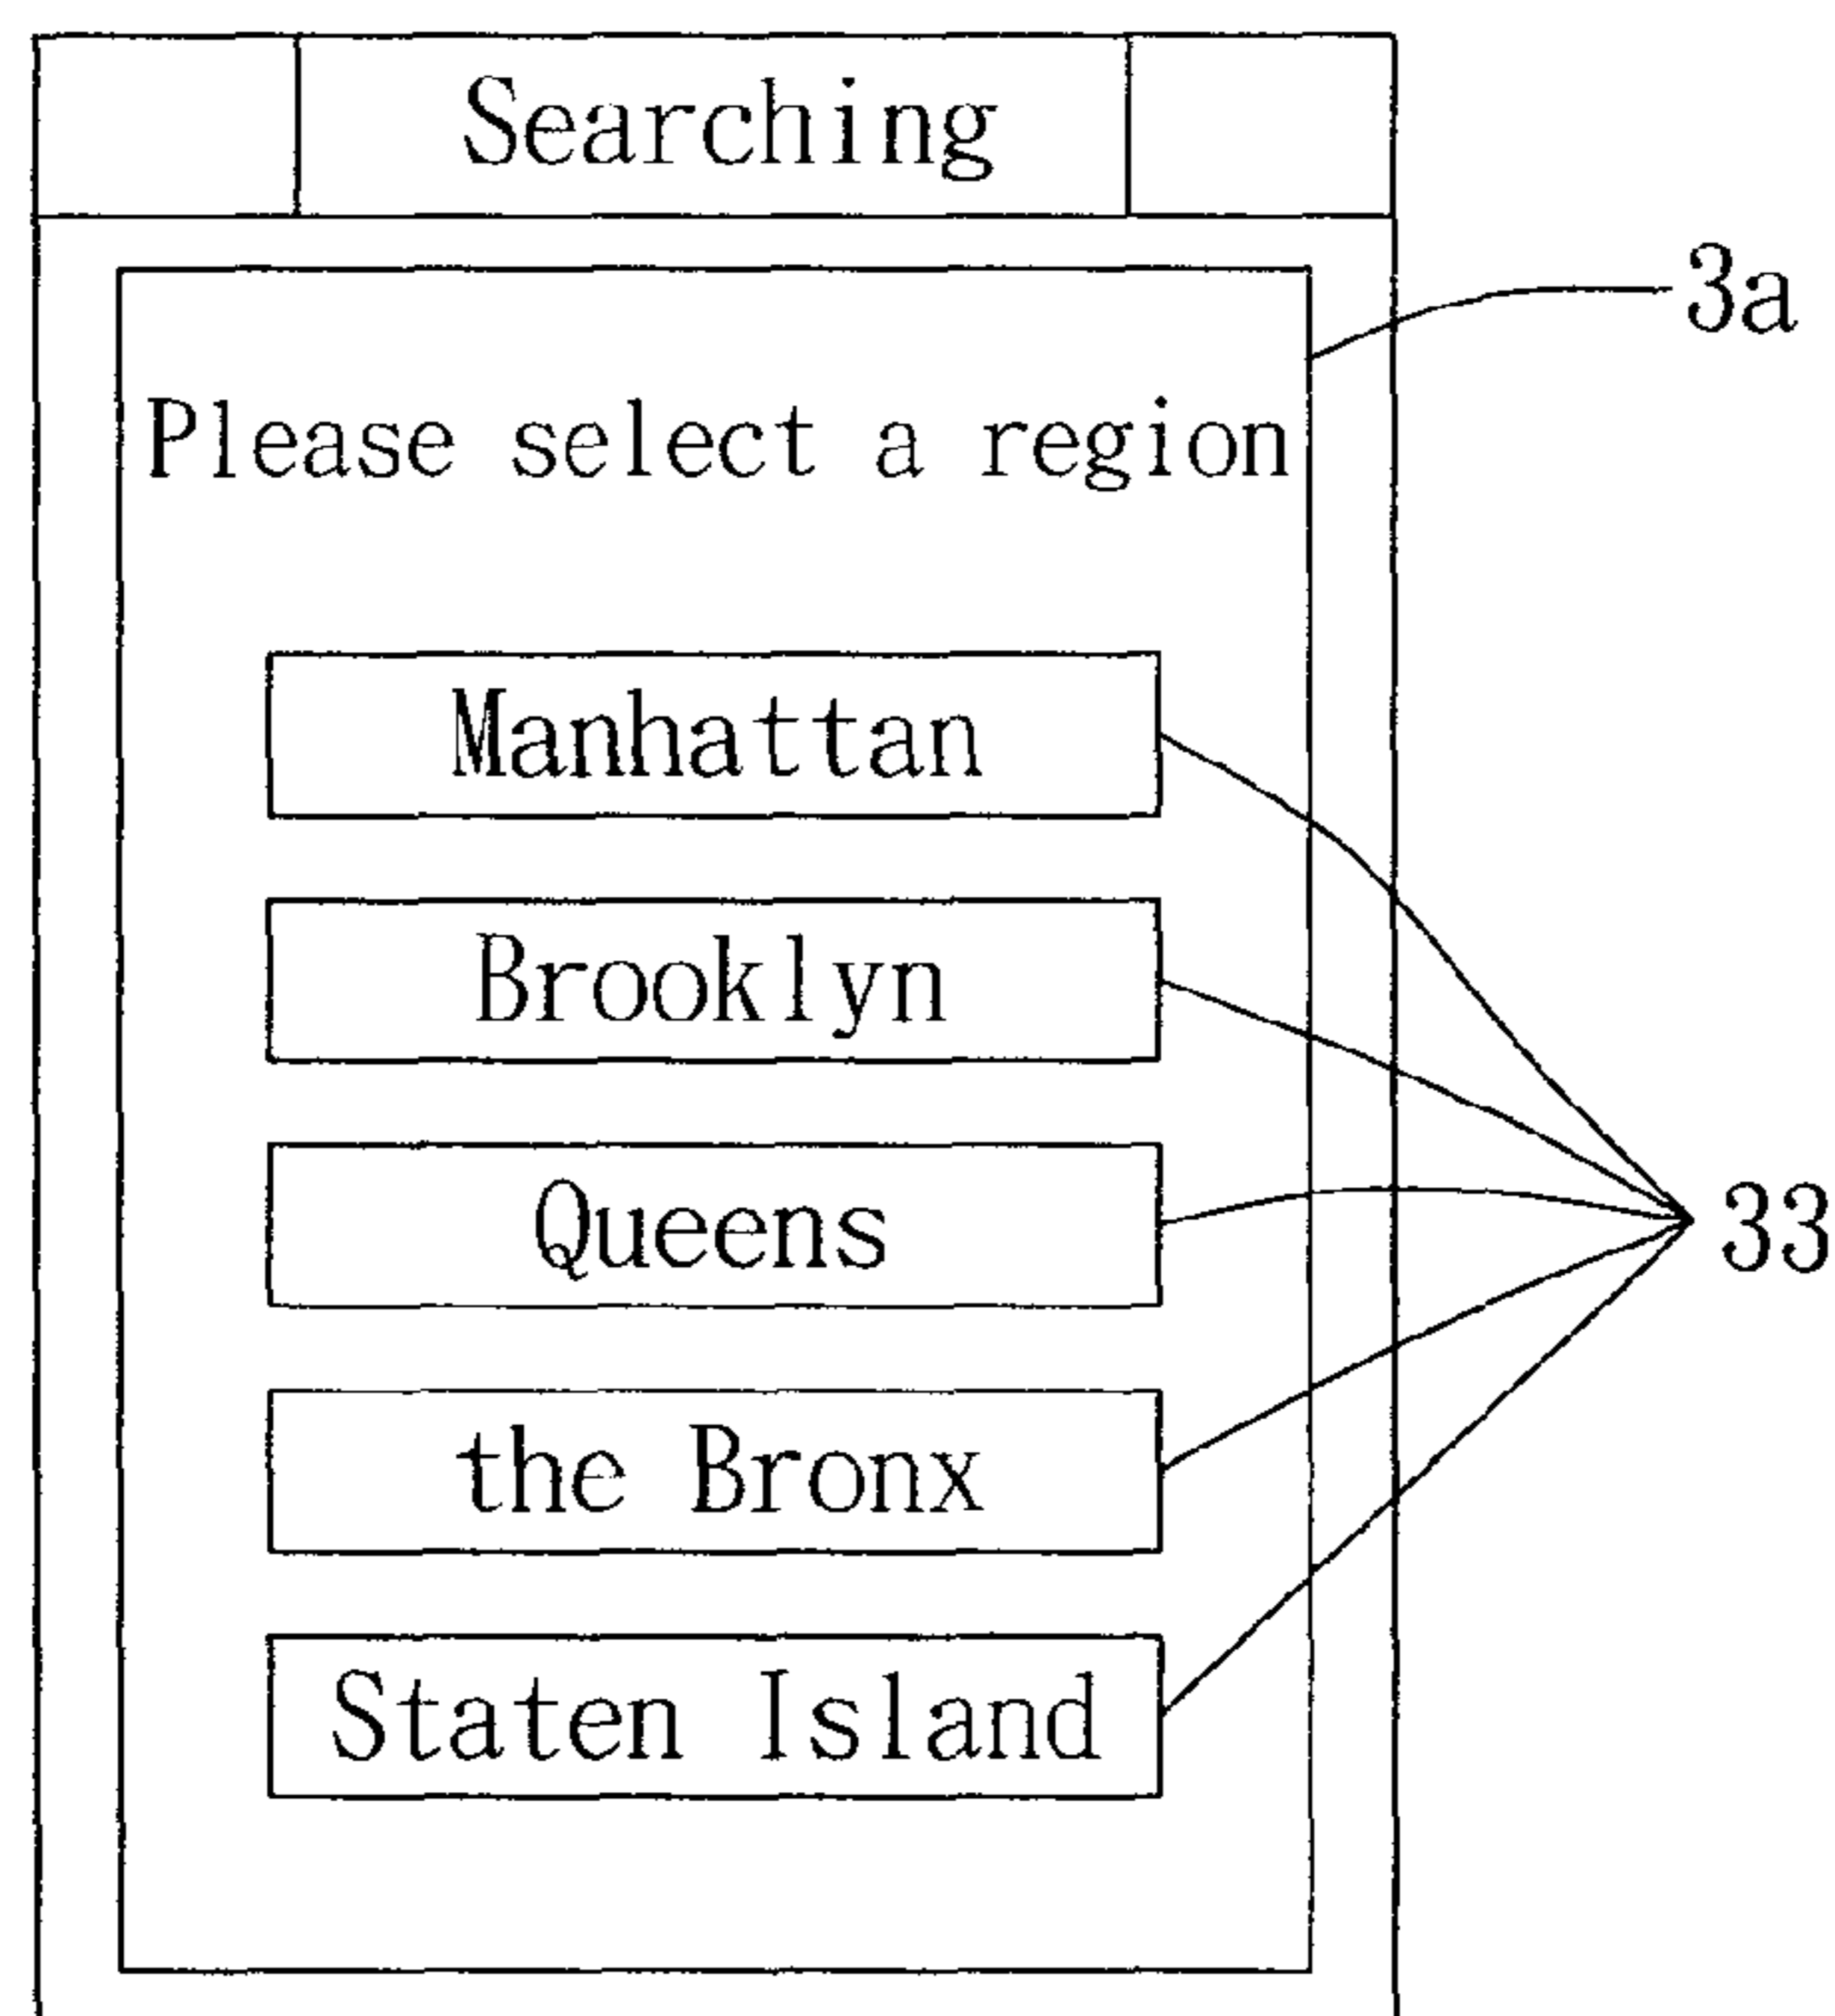 Searching
3a
Please select a region
Manhattan
Brooklyn
Queens
33
the Bronx
Staten Island